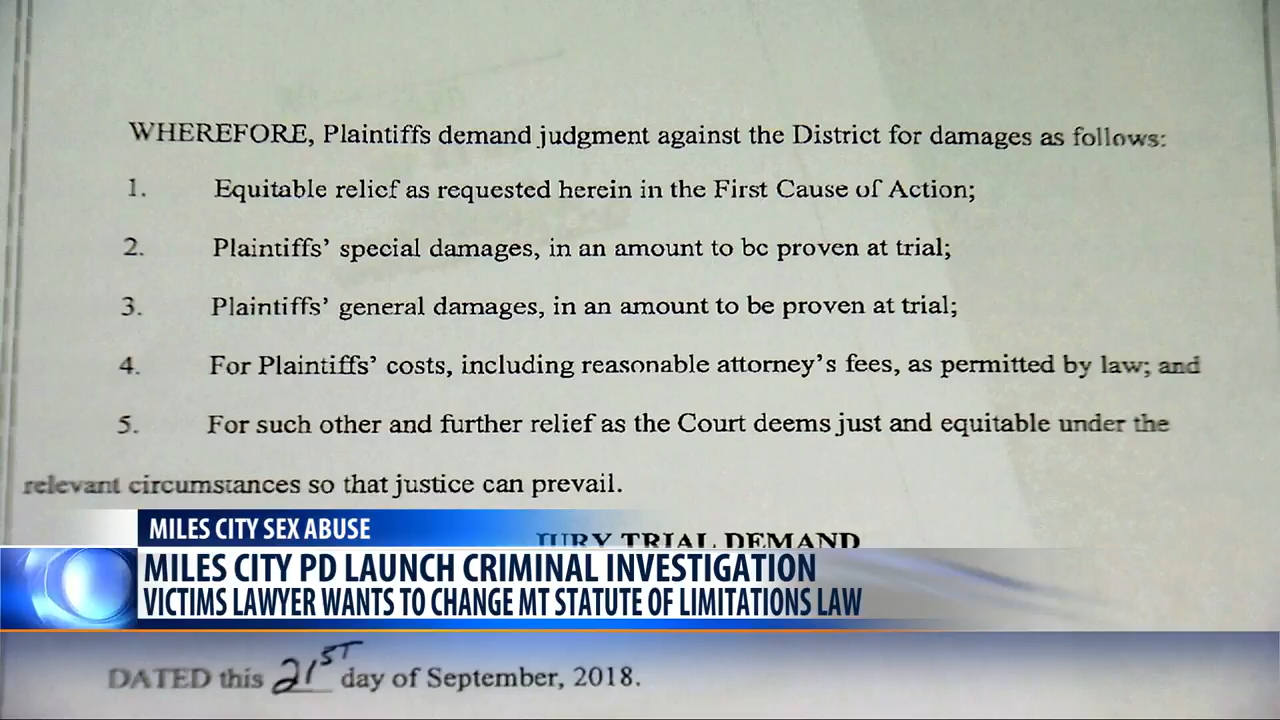 WHEREFORE, Plaintiffs demand judgment against the District for damages as follows:
1. Equitable relief as requested herein in the First Cause of Action;
2. Plaintiffs' special damages, in an amount to be proven at trial;
3. Plaintiffs' general damages, in an amount to be proven at trial;
4. For Plaintiffs' costs, including reasonable attorney's fees, as permitted by law; and
5. For such other and further relief as the Court deems just and equitable under the
relevant circumstances so that justice can prevail.
JURY TRIAL DEMAND
MILES CITY SEX ABUSE
MILES CITY PD LAUNCH CRIMINAL INVESTIGATION
VICTIMS LAWYER WANTS TO CHANGE MT STATUTE OF LIMITATIONS LAW
DATED this 21ST day of September, 2018.